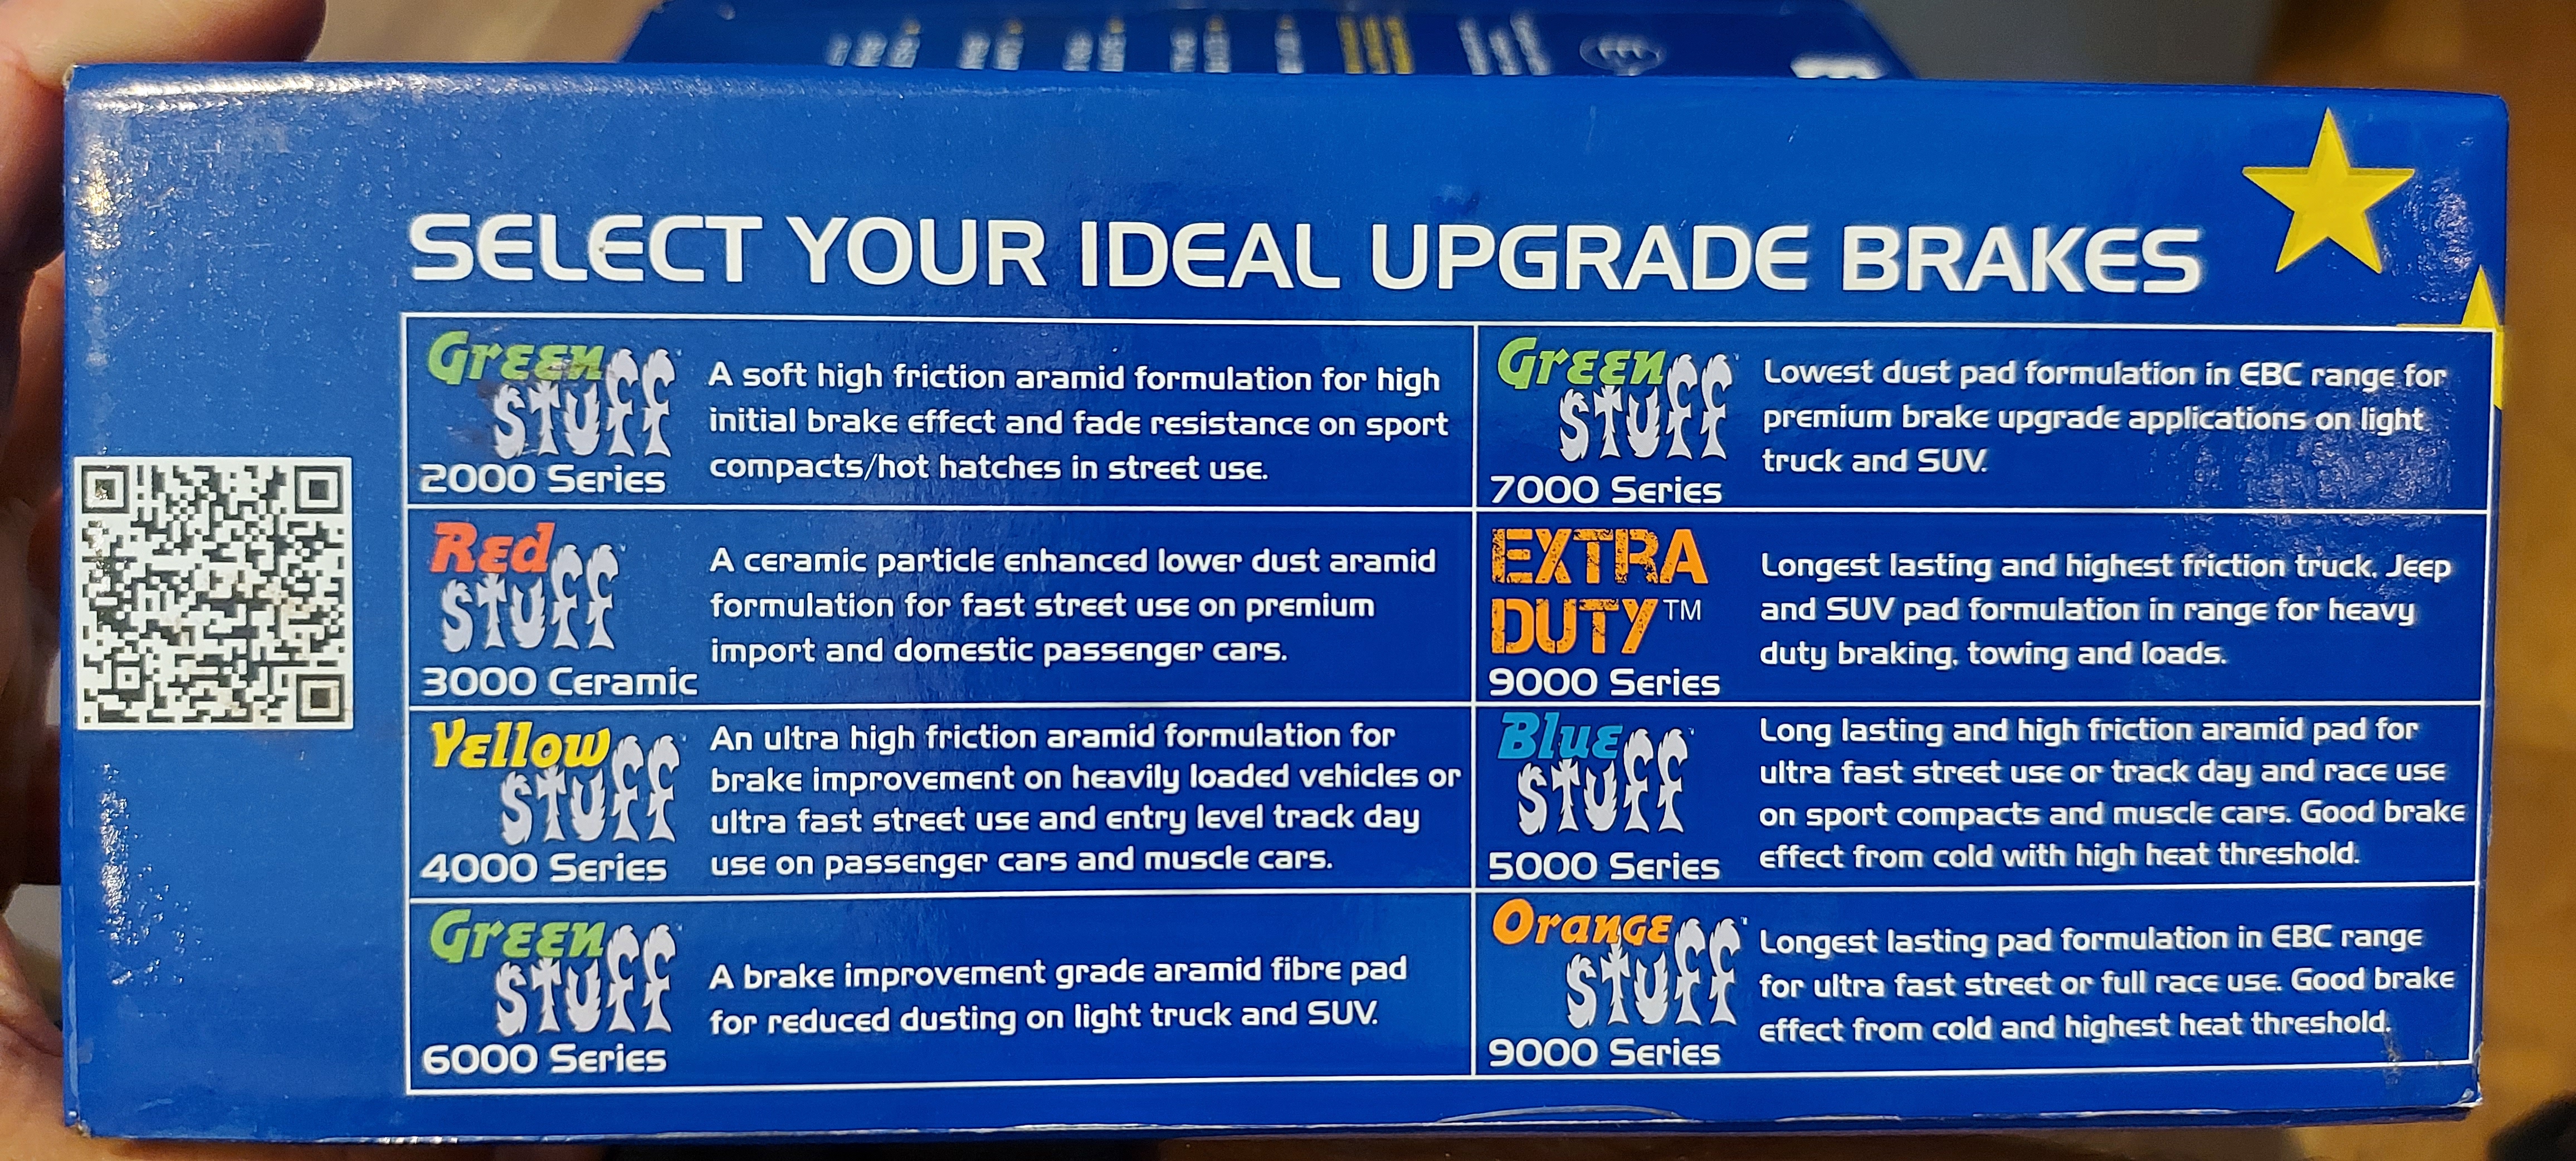 SELECT YOUR IDEAL UPGRADE BRAKES
Green
STUFF
2000 Series
A soft high friction aramid formulation for high
initial brake effect and fade resistance on sport
compacts/hot hatches in street use.
Green
STUFF
7000 Series
Lowest dust pad formulation in EBC range for
premium brake upgrade applications on light
truck and SUV.
Red
STUFF
3000 Ceramic
A ceramic particle enhanced lower dust aramid
formulation for fast street use on premium
import and domestic passenger cars.
EXTRA
DUTY™
9000 Series
Longest lasting and highest friction truck, Jeep
and SUV pad formulation in range for heavy
duty braking, towing and loads.
Yellow
STUFF
4000 Series
An ultra high friction aramid formulation for
brake improvement on heavily loaded vehicles or
ultra fast street use and entry level track day
use on passenger cars and muscle cars.
Blue
STUFF
5000 Series
Long lasting and high friction aramid pad for
ultra fast street use or track day and race use
on sport compacts and muscle cars. Good brake
effect from cold with high heat threshold.
Green
STUFF
6000 Series
A brake improvement grade aramid fibre pad
for reduced dusting on light truck and SUV.
Orange
STUFF
9000 Series
Longest lasting pad formulation in EBC range
for ultra fast street or full race use. Good brake
effect from cold and highest heat threshold.